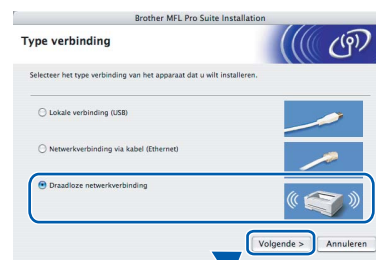 Brother MFL Pro Suite Installation
Type verbinding
Selecteer het type verbinding van het apparaat dat u wilt installeren.
Lokale verbinding (USB)
Netwerkverbinding via kabel (Ethernet)
Draadloze netwerkverbinding
Volgende >
Annuleren